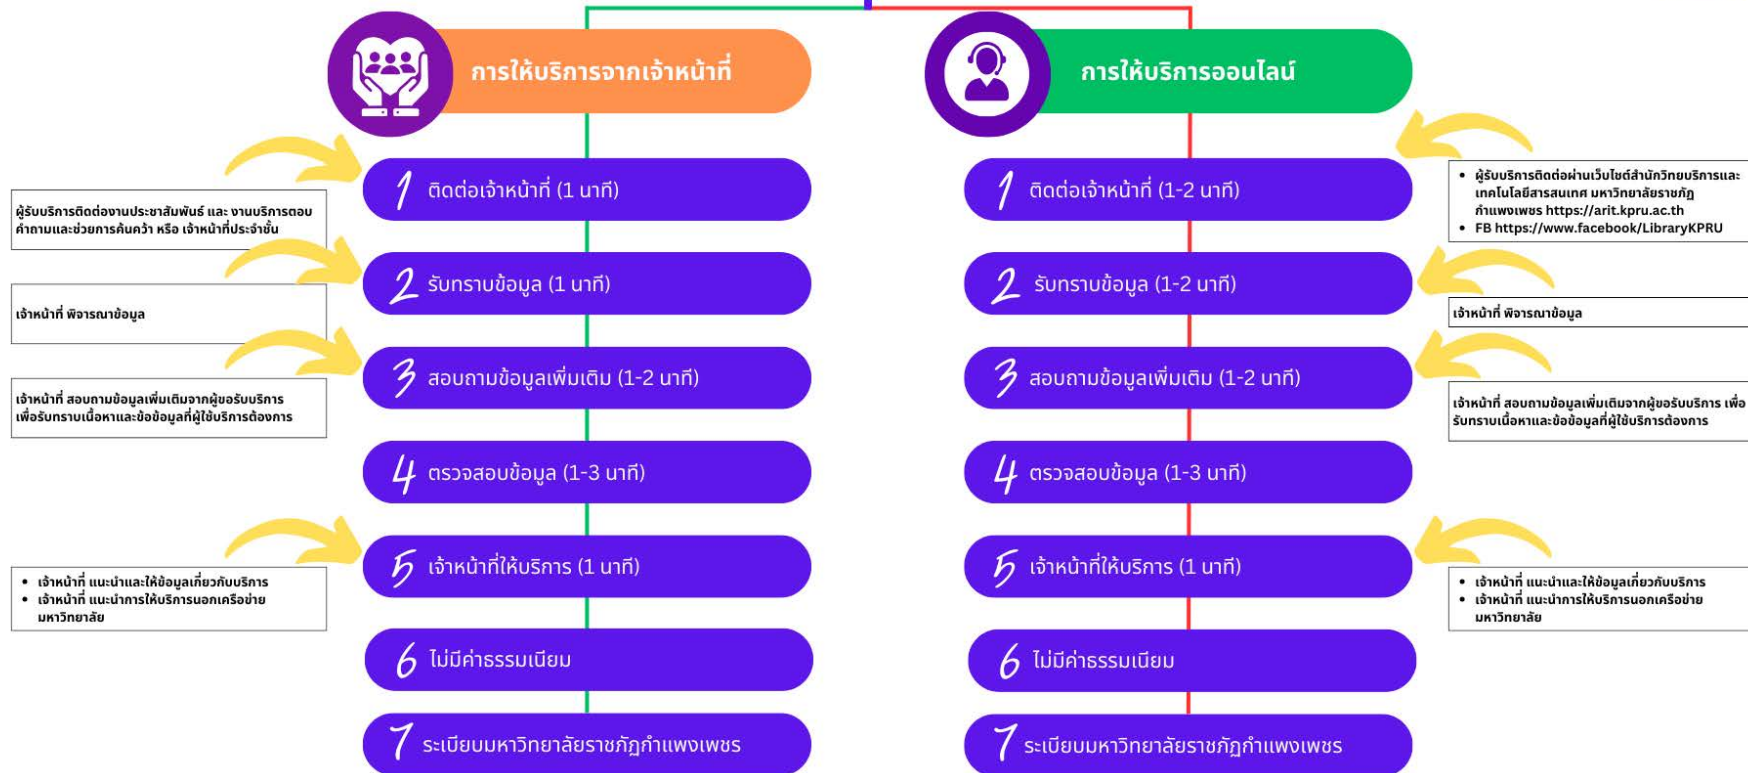 การให้บริการจากเจ้าหน้าที่
1 ติดต่อเจ้าหน้าที่ (1 นาที)
ผู้รับบริการติดต่องานประชาสัมพันธ์ และ งานบริการตอบ
คำถามและช่วยการค้นคว้า หรือ เจ้าหน้าที่ประจำชั้น
2 รับทราบข้อมูล (1 นาที)
เจ้าหน้าที่ พิจารณาข้อมูล
3 สอบถามข้อมูลเพิ่มเติม (1-2 นาที)
เจ้าหน้าที่ สอบถามข้อมูลเพิ่มเติมจากผู้ขอรับบริการ
เพื่อรับทราบเนื้อหาและข้อข้อมูลที่ผู้ใช้บริการต้องการ
4 ตรวจสอบข้อมูล (1-3 นาที)
5 เจ้าหน้าที่ให้บริการ (1 นาที)
• เจ้าหน้าที่ แนะนำและให้ข้อมูลเกี่ยวกับบริการ
• เจ้าหน้าที่ แนะนำการให้บริการนอกเครือข่าย
มหาวิทยาลัย
6 ไม่มีค่าธรรมเนียม
7 ระเบียบมหาวิทยาลัยราชภัฏกำแพงเพชร
การให้บริการออนไลน์
1 ติดต่อเจ้าหน้าที่ (1-2 นาที)
• ผู้รับบริการติดต่อผ่านเว็บไซต์สำนักวิทยบริการและ
เทคโนโลยีสารสนเทศ มหาวิทยาลัยราชภัฏ
กำแพงเพชร https://arit.kpru.ac.th
• FB https://www.facebook/LibraryKPRU
2 รับทราบข้อมูล (1-2 นาที)
เจ้าหน้าที่ พิจารณาข้อมูล
3 สอบถามข้อมูลเพิ่มเติม (1-2 นาที)
เจ้าหน้าที่ สอบถามข้อมูลเพิ่มเติมจากผู้ขอรับบริการ เพื่อ
รับทราบเนื้อหาและข้อข้อมูลที่ผู้ใช้บริการต้องการ
4 ตรวจสอบข้อมูล (1-3 นาที)
5 เจ้าหน้าที่ให้บริการ (1 นาที)
• เจ้าหน้าที่ แนะนำและให้ข้อมูลเกี่ยวกับบริการ
• เจ้าหน้าที่ แนะนำการให้บริการนอกเครือข่าย
มหาวิทยาลัย
6 ไม่มีค่าธรรมเนียม
7 ระเบียบมหาวิทยาลัยราชภัฏกำแพงเพชร